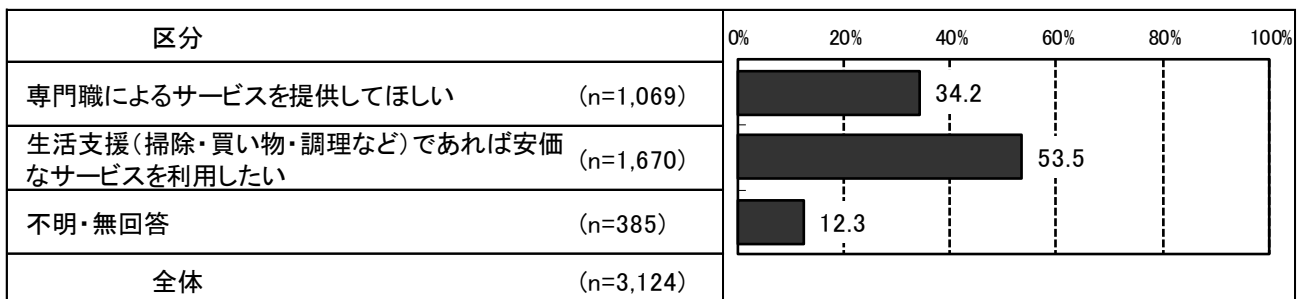 区分
0% 20% 40% 60% 80% 100%
専門職によるサービスを提供してほしい (n=1,069) 34.2
生活支援(掃除・買い物・調理など)であれば安価
なサービスを利用したい (n=1,670) 53.5
不明・無回答 (n=385) 12.3
全体 (n=3,124)